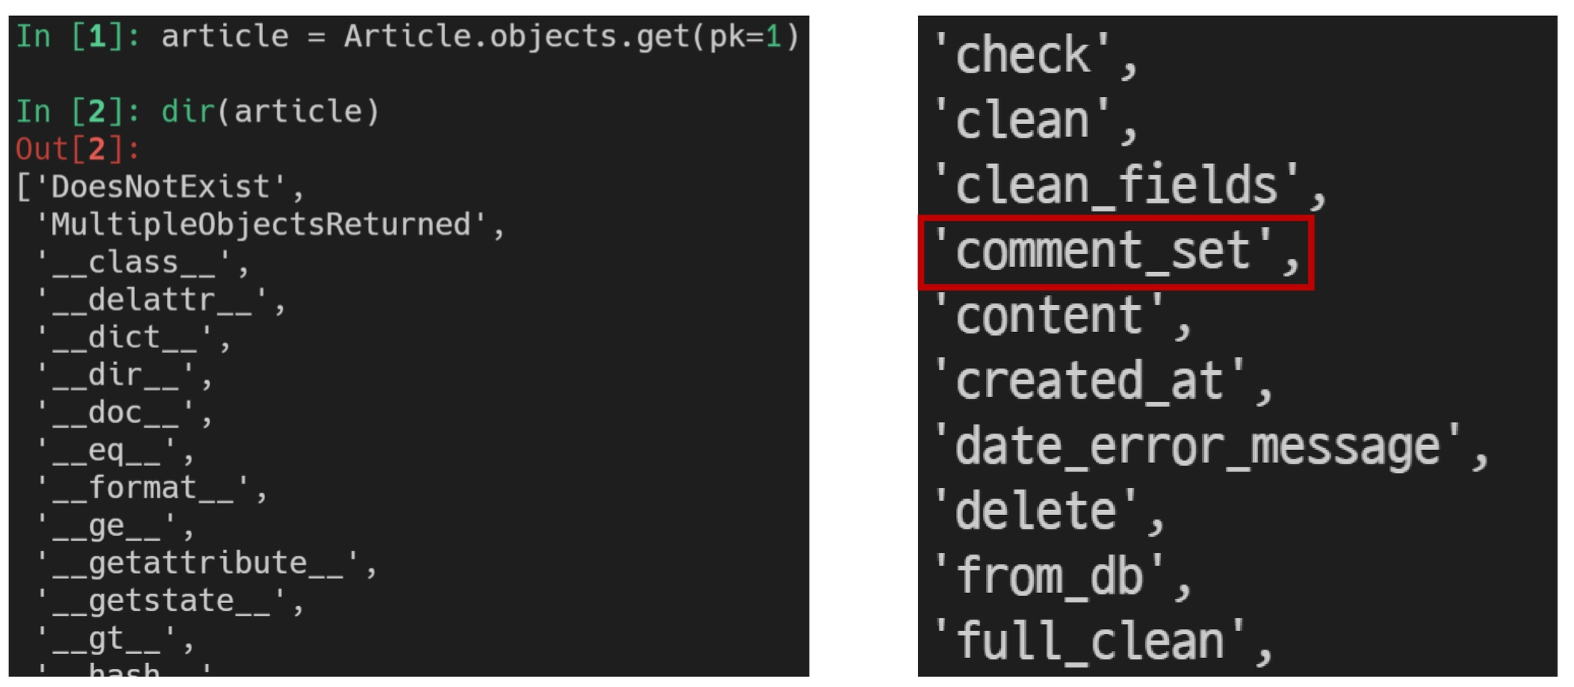 In [1]: article = Article.objects.get(pk=1)
In [2]: dir(article)
Out[2]:
['DoesNotExist',
'MultipleObjectsReturned',
'__class__',
'__delattr__',
'__dict__',
'__dir__',
'__doc__',
'__eq__',
'__format__',
'__ge__',
'__getattribute__',
'__getstate__',
'__gt__',
'__hash__'
'check',
'clean',
'clean_fields',
'comment_set',
'content',
'created_at',
'date_error_message',
'delete',
'from_db',
'full_clean',